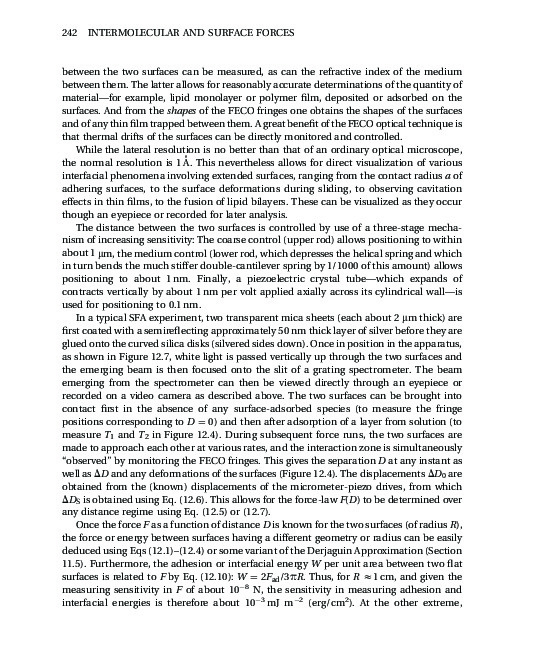 242 INTERMOLECULAR AND SURFACE FORCES
between the two surfaces can be measured, as can the refractive index of the medium
between them. The latter allows for reasonably accurate determinations of the quantity of
material—for example, lipid monolayer or polymer film, deposited or adsorbed on the
surfaces. And from the shapes of the FECO fringes one obtains the shapes of the surfaces
and of any thin film trapped between them. A great benefit of the FECO optical technique is
that thermal drifts of the surfaces can be directly monitored and controlled.
While the lateral resolution is no better than that of an ordinary optical microscope,
the normal resolution is 1 Å. This nevertheless allows for direct visualization of various
interfacial phenomena involving extended surfaces, ranging from the contact radius a of
adhering surfaces, to the surface deformations during sliding, to observing cavitation
effects in thin films, to the fusion of lipid bilayers. These can be visualized as they occur
though an eyepiece or recorded for later analysis.
The distance between the two surfaces is controlled by use of a three-stage mecha-
nism of increasing sensitivity: The coarse control (upper rod) allows positioning to within
about 1 μm, the medium control (lower rod, which depresses the helical spring and which
in turn bends the much stiffer double-cantilever spring by 1/1000 of this amount) allows
positioning to about 1 nm. Finally, a piezoelectric crystal tube—which expands of
contracts vertically by about 1 nm per volt applied axially across its cylindrical wall—is
used for positioning to 0.1 nm.
In a typical SFA experiment, two transparent mica sheets (each about 2 μm thick) are
first coated with a semireflecting approximately 50 nm thick layer of silver before they are
glued onto the curved silica disks (silvered sides down). Once in position in the apparatus,
as shown in Figure 12.7, white light is passed vertically up through the two surfaces and
the emerging beam is then focused onto the slit of a grating spectrometer. The beam
emerging from the spectrometer can then be viewed directly through an eyepiece or
recorded on a video camera as described above. The two surfaces can be brought into
contact first in the absence of any surface-adsorbed species (to measure the fringe
positions corresponding to D = 0) and then after adsorption of a layer from solution (to
measure T₁ and T₂ in Figure 12.4). During subsequent force runs, the two surfaces are
made to approach each other at various rates, and the interaction zone is simultaneously
“observed” by monitoring the FECO fringes. This gives the separation D at any instant as
well as ΔD and any deformations of the surfaces (Figure 12.4). The displacements ΔD₀ are
obtained from the (known) displacements of the micrometer-piezo drives, from which
ΔDₛ is obtained using Eq. (12.6). This allows for the force-law F(D) to be determined over
any distance regime using Eq. (12.5) or (12.7).
Once the force F as a function of distance D is known for the two surfaces (of radius R),
the force or energy between surfaces having a different geometry or radius can be easily
deduced using Eqs (12.1)–(12.4) or some variant of the Derjaguin Approximation (Section
11.5). Furthermore, the adhesion or interfacial energy W per unit area between two flat
surfaces is related to F by Eq. (12.10): W = 2F_ad/3πR. Thus, for R ≈ 1 cm, and given the
measuring sensitivity in F of about 10⁻⁸ N, the sensitivity in measuring adhesion and
interfacial energies is therefore about 10⁻³ mJ m⁻² (erg/cm²). At the other extreme,